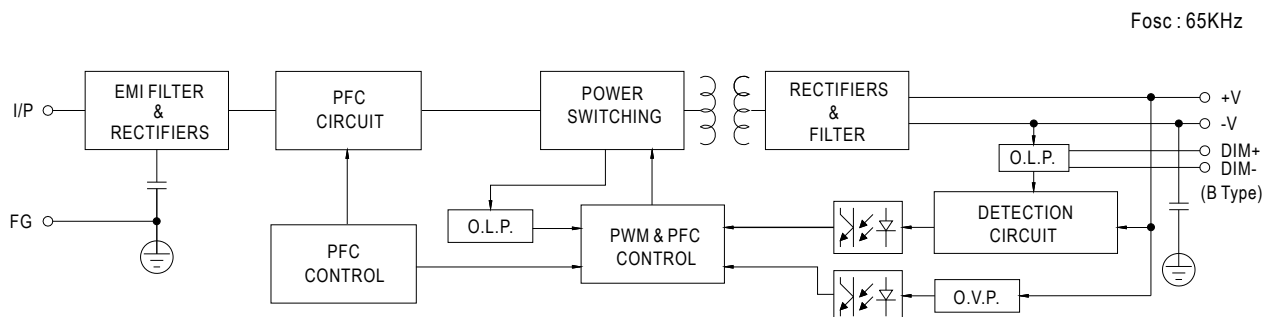 Fosc : 65KHz
I/P
EMI FILTER
&
RECTIFIERS
PFC
CIRCUIT
POWER
SWITCHING
RECTIFIERS
&
FILTER
+V
-V
DIM+
DIM-
(B Type)
O.L.P.
FG
O.L.P.
PFC
CONTROL
PWM & PFC
CONTROL
DETECTION
CIRCUIT
O.V.P.